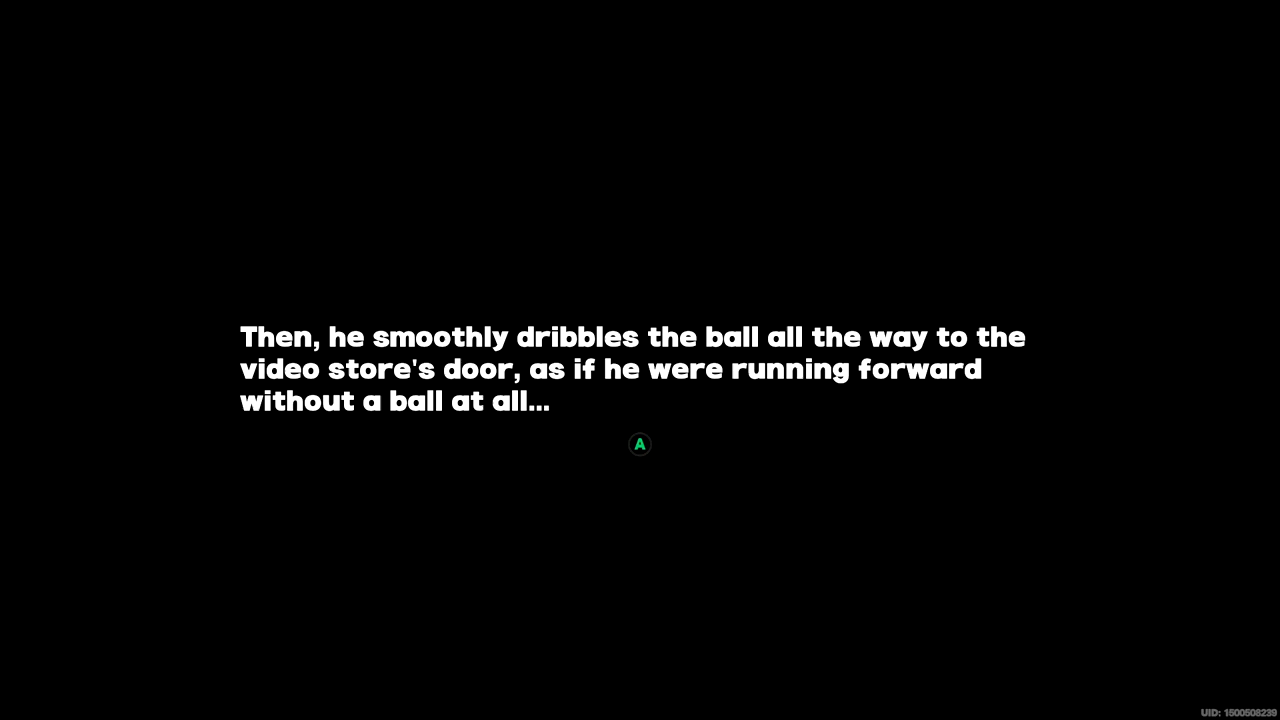 Then, he smoothly dribbles the ball all the way to the
video store's door, as if he were running forward
without a ball at all...
A
UID: 1500508239